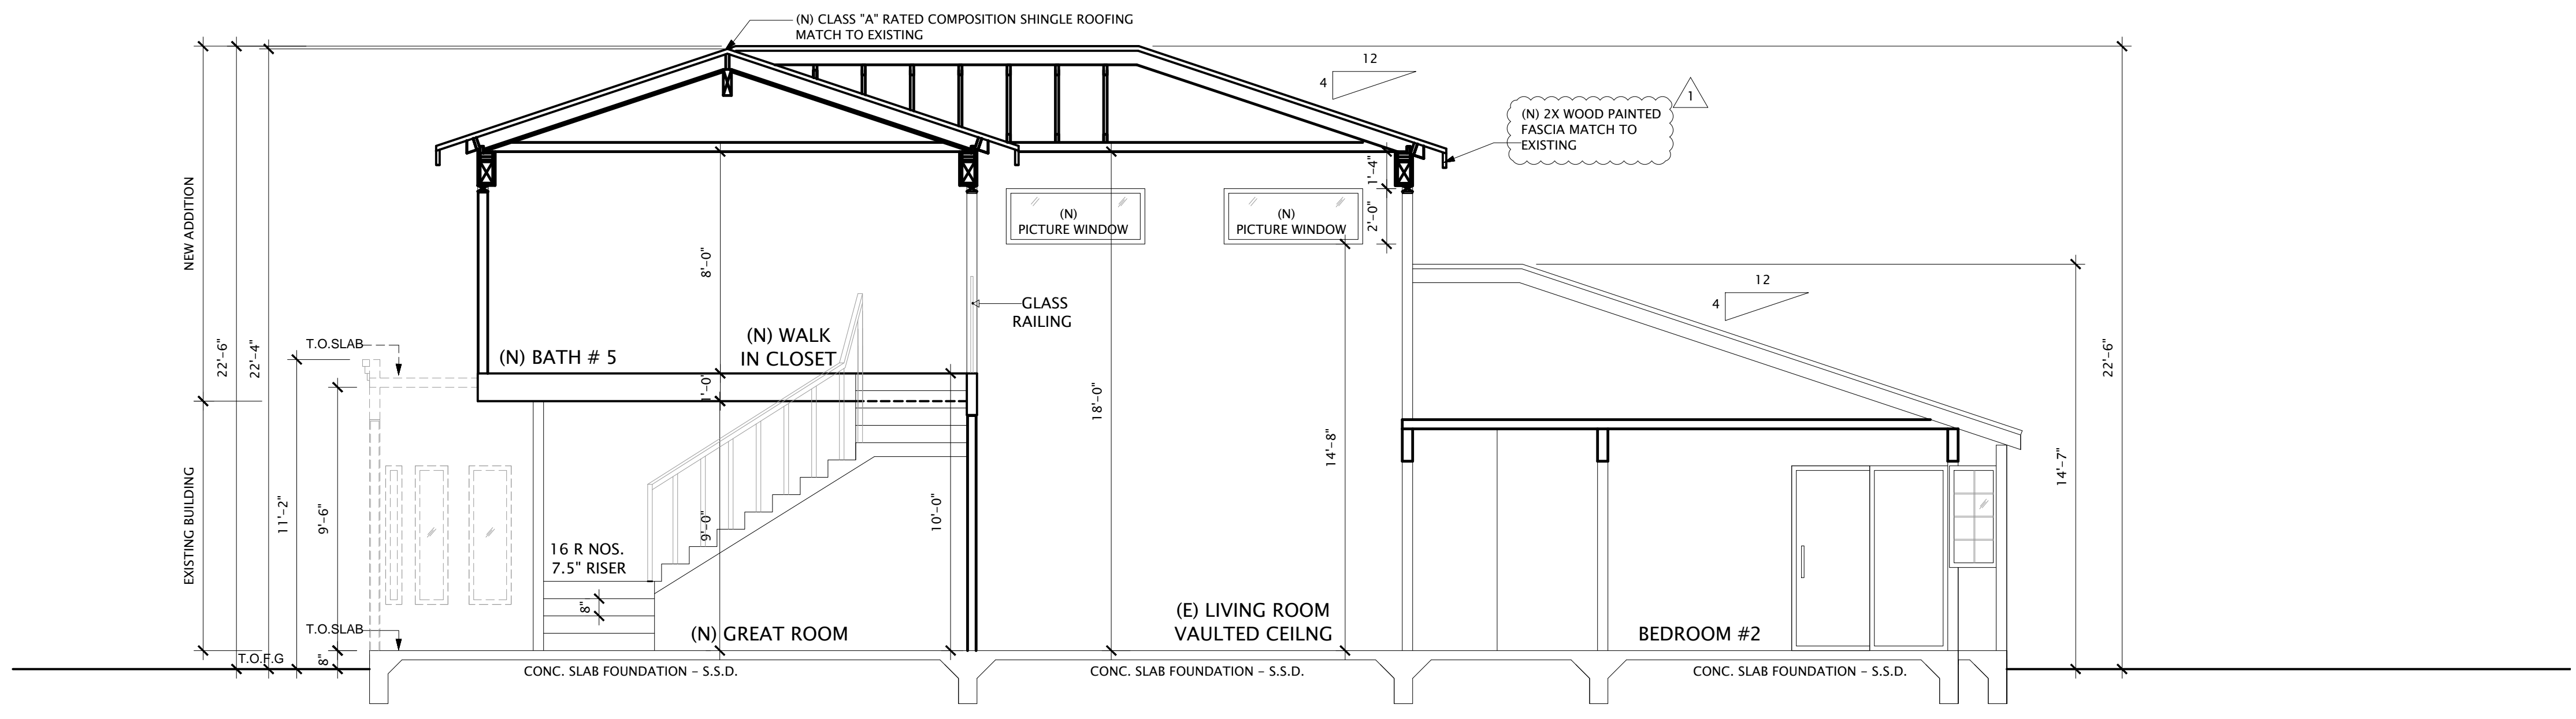 (N) CLASS "A" RATED COMPOSITION SHINGLE ROOFING
MATCH TO EXISTING
12
4
1
(N) 2X WOOD PAINTED
FASCIA MATCH TO
EXISTING
NEW ADDITION
EXISTING BUILDING
22'-6"
22'-4"
11'-2"
9'-6"
8"
T.O.SLAB
T.O.SLAB
T.O.F.G
8'-0"
1'-0"
9'-0"
10'-0"
18'-0"
14'-8"
1'-4"
2'-0"
(N)
PICTURE WINDOW
(N)
PICTURE WINDOW
GLASS
RAILING
(N) BATH # 5
(N) WALK
IN CLOSET
16 R NOS.
7.5" RISER
8"
(N) GREAT ROOM
(E) LIVING ROOM
VAULTED CEILNG
BEDROOM #2
12
4
14'-7"
22'-6"
CONC. SLAB FOUNDATION - S.S.D.
CONC. SLAB FOUNDATION - S.S.D.
CONC. SLAB FOUNDATION - S.S.D.